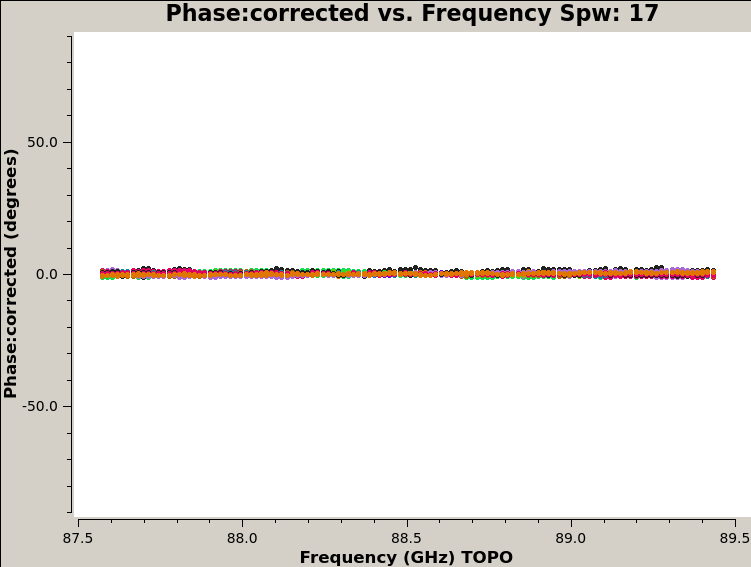 Phase:corrected vs. Frequency Spw: 17
Phase:corrected (degrees)
50.0
0.0
-50.0
87.5 88.0 88.5 89.0 89.5
Frequency (GHz) TOPO